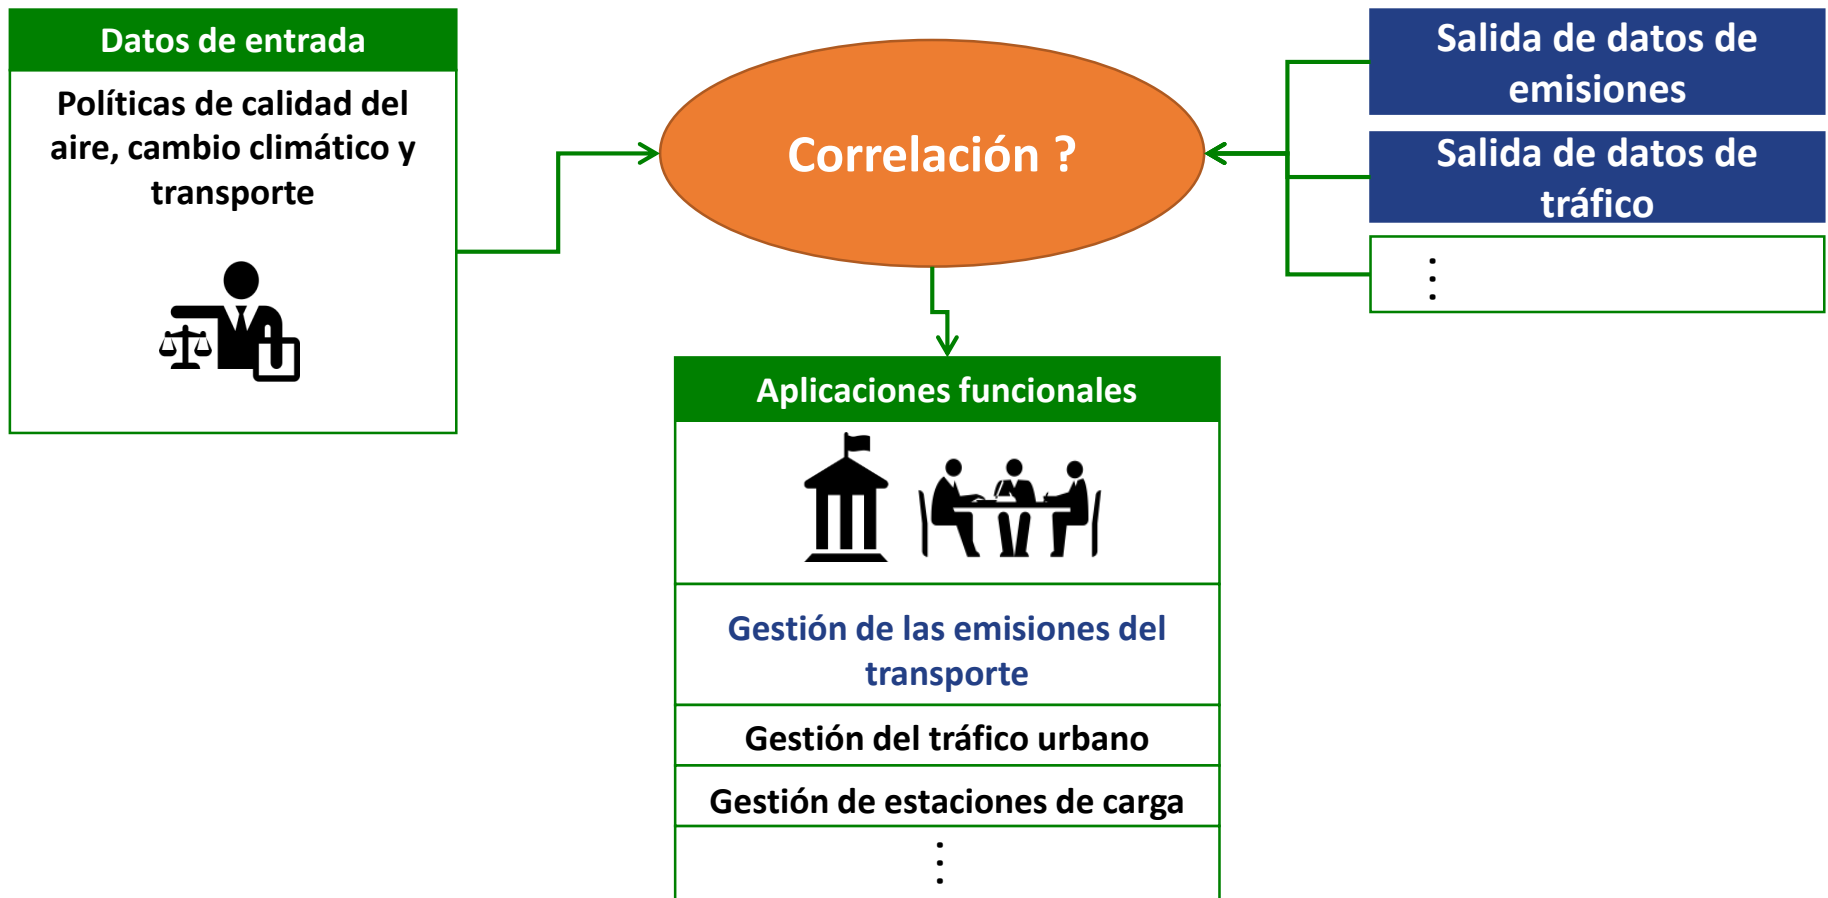 Datos de entrada
Políticas de calidad del
aire, cambio climático y
transporte
Correlación ?
Salida de datos de
emisiones
Salida de datos de
tráfico
⋮
Aplicaciones funcionales
Gestión de las emisiones del
transporte
Gestión del tráfico urbano
Gestión de estaciones de carga
⋮